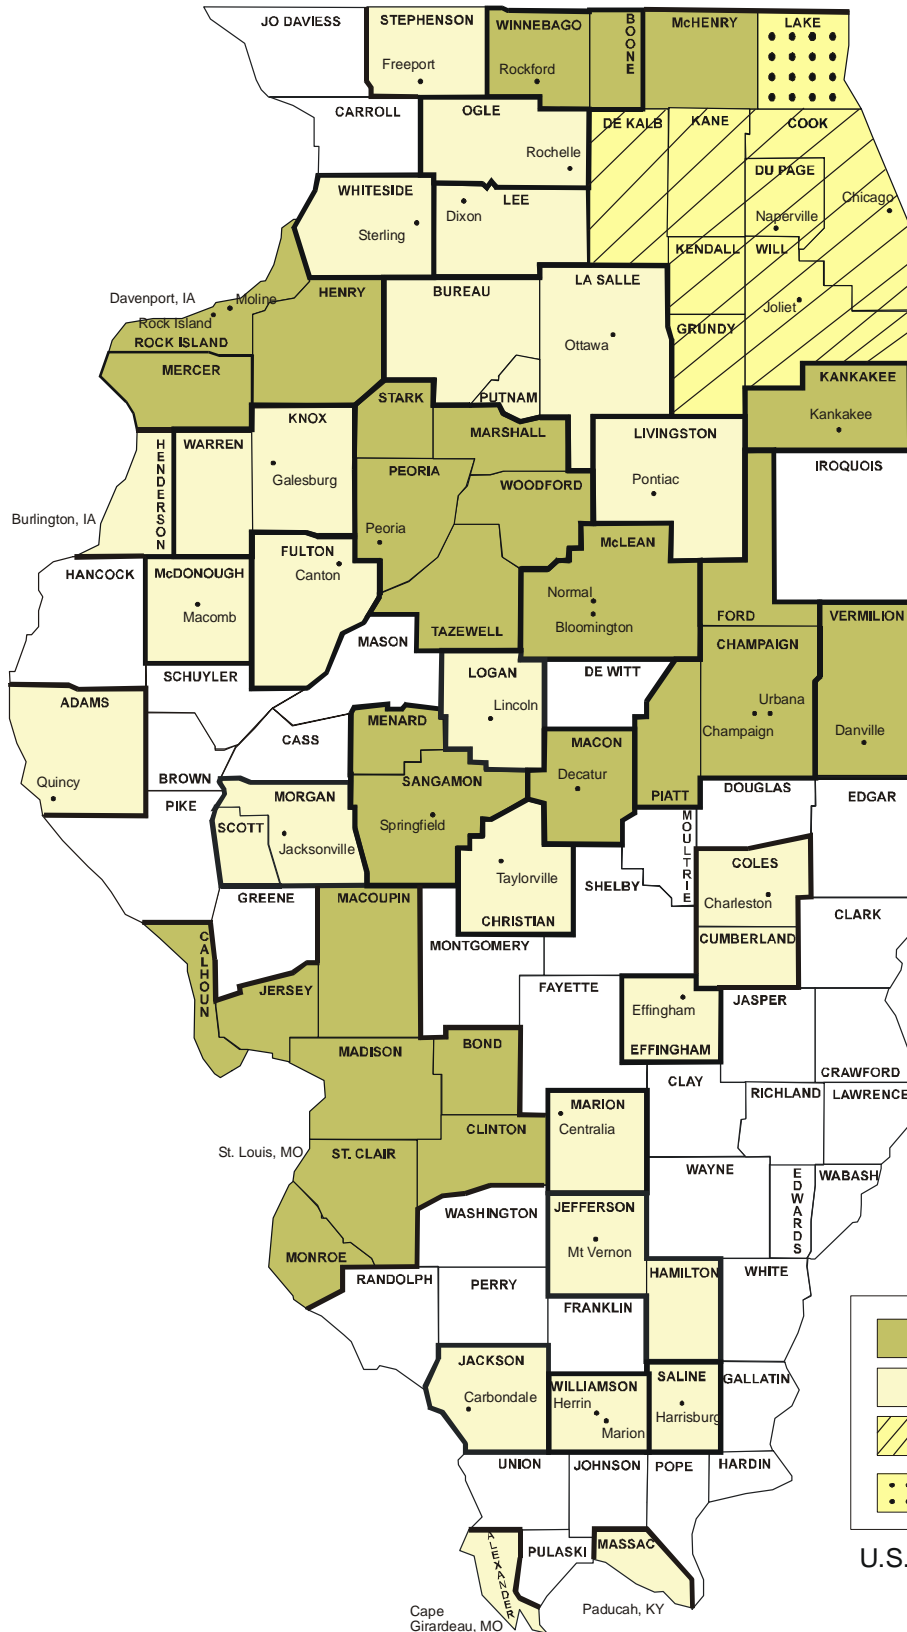 JO DAVIESS
STEPHENSON
WINNEBAGO
BOONE
McHENRY
LAKE
Freeport
Rockford
CARROLL
OGLE
DE KALB
KANE
COOK
Rochelle
DU PAGE
WHITESIDE
LEE
Dixon
Chicago
Sterling
Naperville
KENDALL
WILL
LA SALLE
HENRY
BUREAU
Davenport, IA
Moline
Rock Island
Joliet
ROCK ISLAND
Ottawa
GRUNDY
MERCER
KANKAKEE
STARK
PUTNAM
Kankakee
KNOX
MARSHALL
LIVINGSTON
HENDERSON
WARREN
IROQUOIS
PEORIA
Galesburg
WOODFORD
Pontiac
Burlington, IA
Peoria
McLEAN
FULTON
HANCOCK
McDONOUGH
Canton
Normal
Macomb
Bloomington
FORD
VERMILION
TAZEWELL
MASON
CHAMPAIGN
SCHUYLER
LOGAN
DE WITT
ADAMS
Urbana
Lincoln
MENARD
Champaign
Danville
CASS
MACON
BROWN
Quincy
SANGAMON
Decatur
DOUGLAS
PIKE
MORGAN
PIATT
EDGAR
SCOTT
Springfield
MOULTRIE
Jacksonville
COLES
Taylorville
SHELBY
GREENE
MACOUPIN
Charleston
CHRISTIAN
CLARK
CALHOUN
MONTGOMERY
CUMBERLAND
JERSEY
FAYETTE
JASPER
Effingham
MADISON
BOND
EFFINGHAM
CLAY
CRAWFORD
RICHLAND
LAWRENCE
MARION
Centralia
CLINTON
St. Louis, MO
ST. CLAIR
WAYNE
EDWARDS
WABASH
WASHINGTON
JEFFERSON
Mt Vernon
MONROE
RANDOLPH
HAMILTON
WHITE
PERRY
FRANKLIN
JACKSON
SALINE
GALLATIN
WILLIAMSON
Carbondale
Herrin
Harrisburg
Marion
UNION
JOHNSON
POPE
HARDIN
ALEXANDER
PULASKI
MASSAC
U.S.
Cape
Girardeau, MO
Paducah, KY